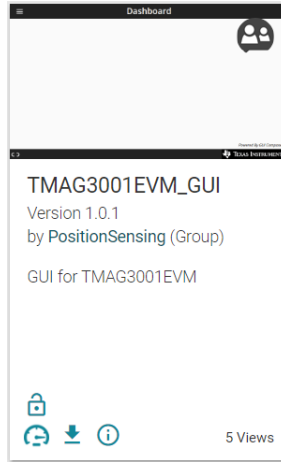 Dashboard
Powered By GUI Composer
TEXAS INSTRUMENTS
TMAG3001EVM_GUI
Version 1.0.1
by PositionSensing (Group)
GUI for TMAG3001EVM
5 Views